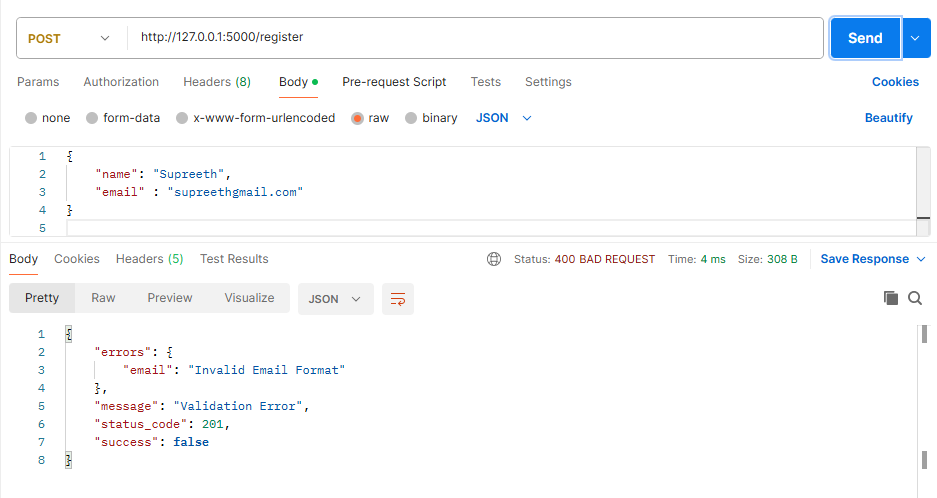 POST http://127.0.0.1:5000/register Send
Params Authorization Headers (8) Body Pre-request Script Tests Settings Cookies
none form-data x-www-form-urlencoded raw binary JSON Beautify
1 {
2 "name": "Supreeth",
3 "email" : "supreethgmail.com"
4 }
5
Body Cookies Headers (5) Test Results Status: 400 BAD REQUEST Time: 4 ms Size: 308 B Save Response
Pretty Raw Preview Visualize JSON
1 {
2 "errors": {
3 "email": "Invalid Email Format"
4 },
5 "message": "Validation Error",
6 "status_code": 201,
7 "success": false
8 }